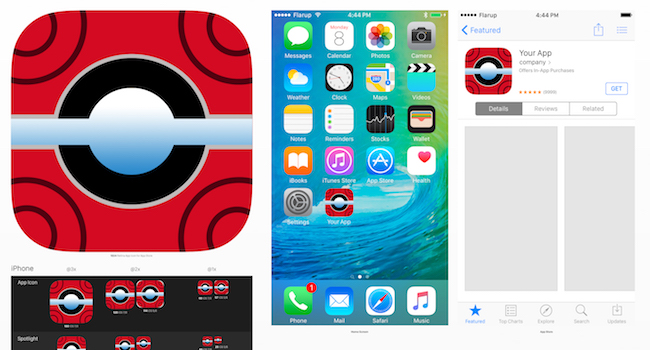 iPhone
@3x
@2x
@1x
App Icon
Spotlight
Flarup
4:44 PM
MONDAY
8
1
Messages
Calendar
Photos
Camera
Weather
Clock
Maps
Videos
Notes
Reminders
Stocks
Wallet
iBooks
iTunes Store
App Store
Health
Settings
Your App
Phone
Mail
Safari
Music
Flarup
4:44 PM
Featured
Your App
company
Offers In-App Purchases
GET
Details
Reviews
Related
Featured
Top Charts
Explore
Search
Updates
App Store